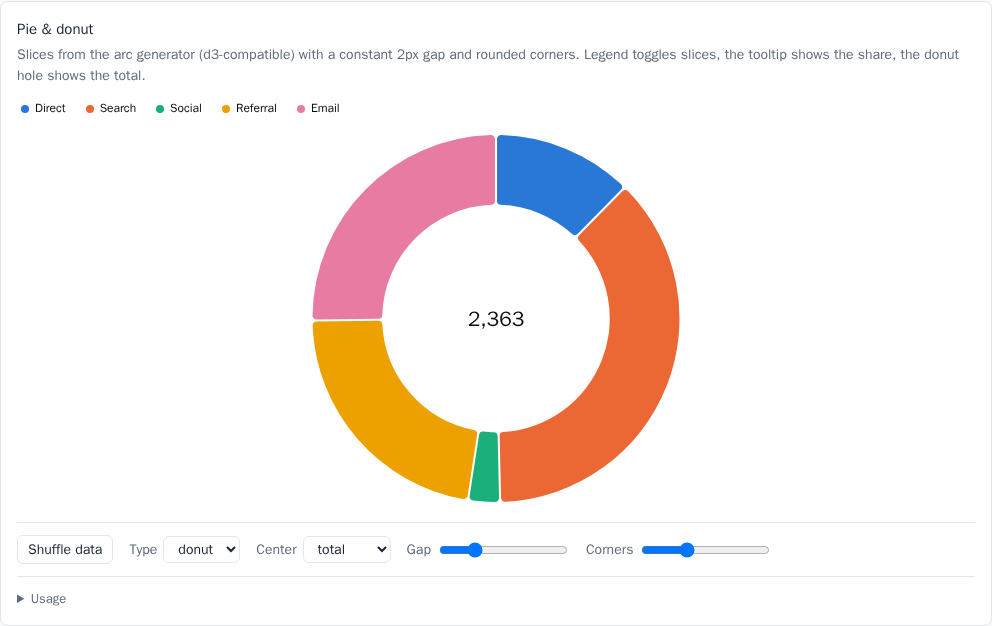 Pie & donut
Slices from the arc generator (d3-compatible) with a constant 2px gap and rounded corners. Legend toggles slices, the tooltip shows the share, the donut
hole shows the total.
Direct Search Social Referral Email
2,363
Shuffle data Type donut Center total Gap Corners
Usage